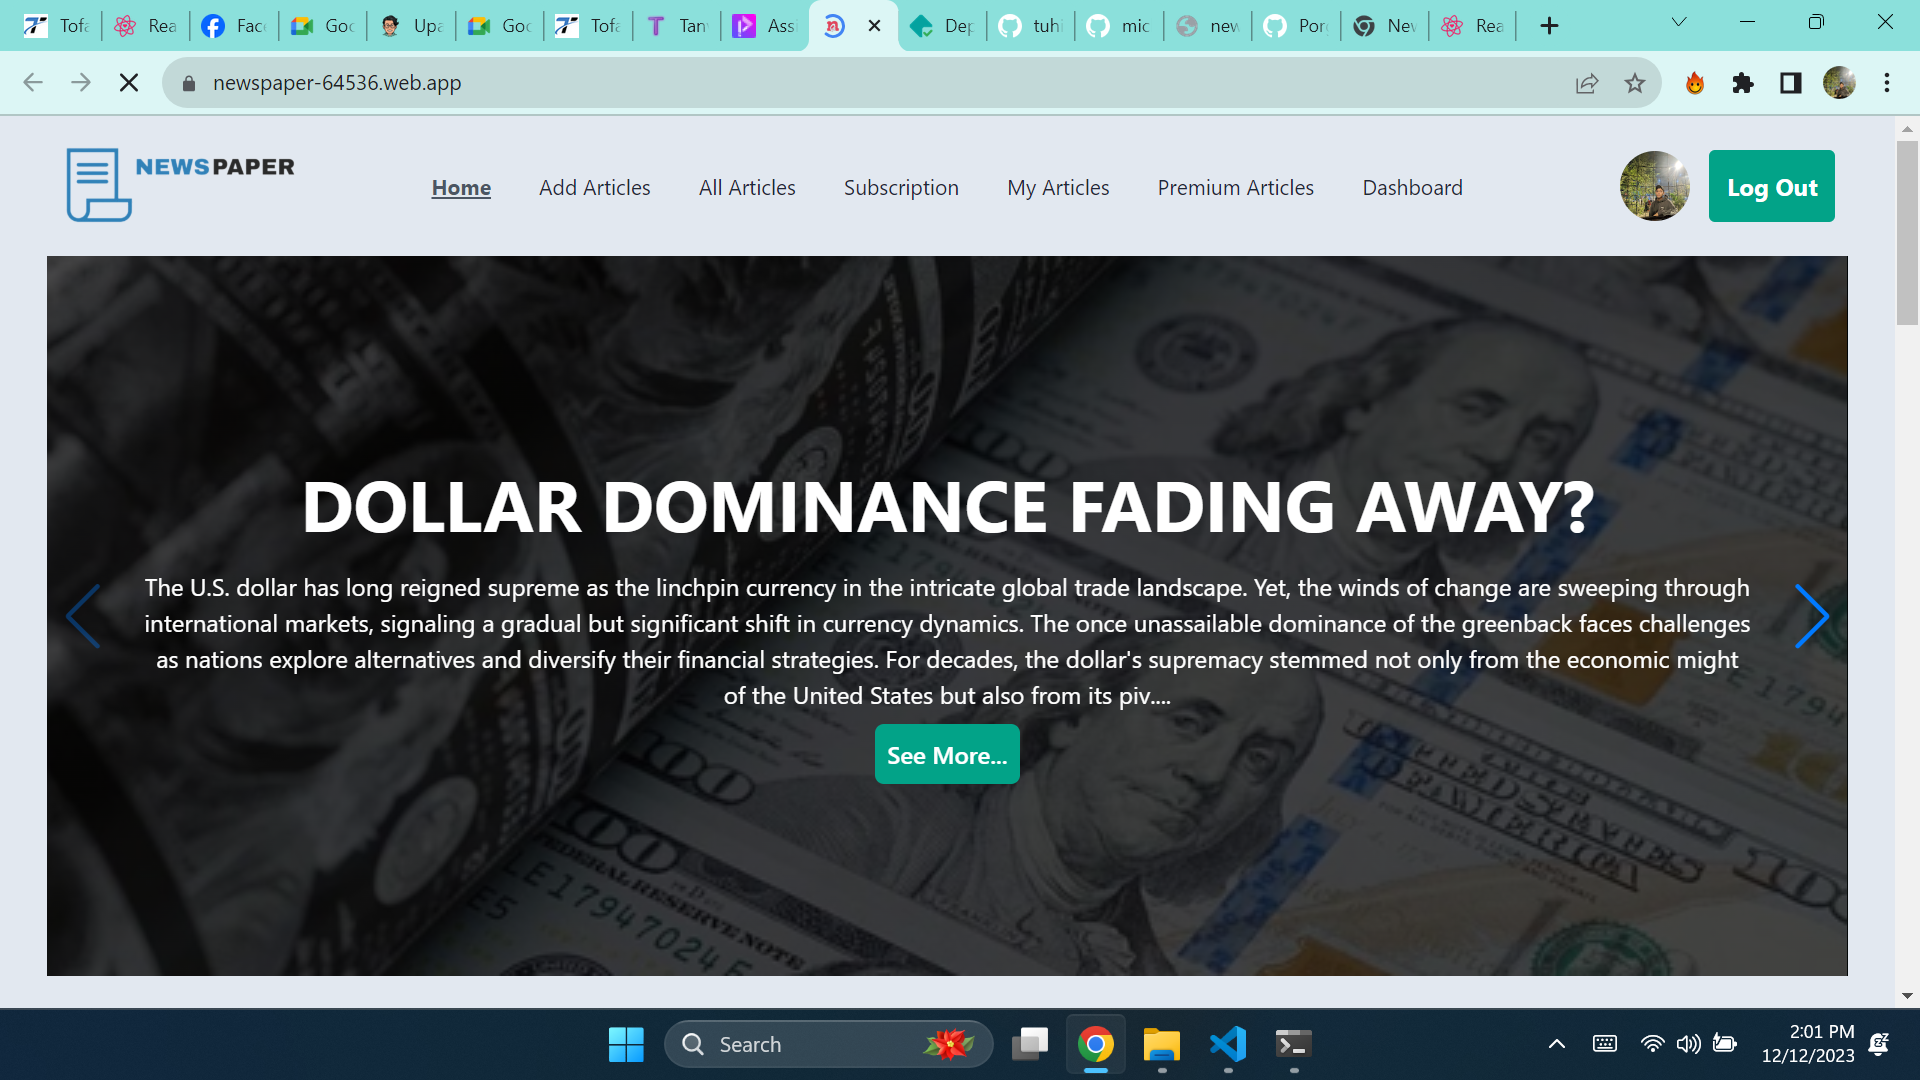 Tofa
Rea
Face
Goo
Upa
Goo
Tofa
Tan
Assi
Dep
tuhi
mic
new
Por
Nev
Rea
newspaper-64536.web.app
NEWSPAPER
Home
Add Articles
All Articles
Subscription
My Articles
Premium Articles
Dashboard
Log Out
DOLLAR DOMINANCE FADING AWAY?
The U.S. dollar has long reigned supreme as the linchpin currency in the intricate global trade landscape. Yet, the winds of change are sweeping through
international markets, signaling a gradual but significant shift in currency dynamics. The once unassailable dominance of the greenback faces challenges
as nations explore alternatives and diversify their financial strategies. For decades, the dollar's supremacy stemmed not only from the economic might
of the United States but also from its piv....
See More...
Search
2:01 PM
12/12/2023